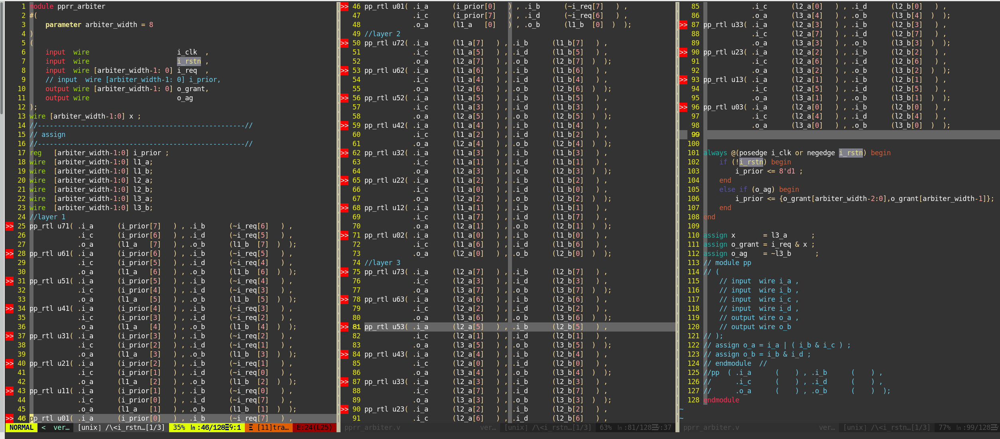 1 module pprr_arbiter
2 #(
3     parameter arbiter_width = 8
4 )
5 (
6     input  wire                      i_clk  ,
7     input  wire                      i_rstn ,
8     input  wire [arbiter_width-1: 0] i_req  ,
9     // input  wire [arbiter_width-1: 0] i_prior,
10     output wire [arbiter_width-1: 0] o_grant,
11     output wire                      o_ag
12 );
13 wire [arbiter_width-1:0] x ;
14 //----------------------------------------------------//
15 // assign
16 //----------------------------------------------------//
17 reg   [arbiter_width-1:0] i_prior ;
18 wire  [arbiter_width-1:0] l1_a;
19 wire  [arbiter_width-1:0] l1_b;
20 wire  [arbiter_width-1:0] l2_a;
21 wire  [arbiter_width-1:0] l2_b;
22 wire  [arbiter_width-1:0] l3_a;
23 wire  [arbiter_width-1:0] l3_b;
24 //layer 1
>> 25 pp_rtl u71( .i_a      (i_prior[7]   ) , .i_b      (~i_req[6]   ) ,
26             .i_c      (i_prior[6]   ) , .i_d      (~i_req[5]   ) ,
27             .o_a      (l1_a   [7]   ) , .o_b      (l1_b  [7]  )  );
>> 28 pp_rtl u61( .i_a      (i_prior[6]   ) , .i_b      (~i_req[5]   ) ,
29             .i_c      (i_prior[5]   ) , .i_d      (~i_req[4]   ) ,
30             .o_a      (l1_a   [6]   ) , .o_b      (l1_b  [6]  )  );
>> 31 pp_rtl u51( .i_a      (i_prior[5]   ) , .i_b      (~i_req[4]   ) ,
32             .i_c      (i_prior[4]   ) , .i_d      (~i_req[3]   ) ,
33             .o_a      (l1_a   [5]   ) , .o_b      (l1_b  [5]  )  );
>> 34 pp_rtl u41( .i_a      (i_prior[4]   ) , .i_b      (~i_req[3]   ) ,
35             .i_c      (i_prior[3]   ) , .i_d      (~i_req[2]   ) ,
36             .o_a      (l1_a   [4]   ) , .o_b      (l1_b  [4]  )  );
>> 37 pp_rtl u31( .i_a      (i_prior[3]   ) , .i_b      (~i_req[2]   ) ,
38             .i_c      (i_prior[2]   ) , .i_d      (~i_req[1]   ) ,
39             .o_a      (l1_a   [3]   ) , .o_b      (l1_b  [3]  )  );
>> 40 pp_rtl u21( .i_a      (i_prior[2]   ) , .i_b      (~i_req[1]   ) ,
41             .i_c      (i_prior[1]   ) , .i_d      (~i_req[0]   ) ,
42             .o_a      (l1_a   [2]   ) , .o_b      (l1_b  [2]  )  );
>> 43 pp_rtl u11( .i_a      (i_prior[1]   ) , .i_b      (~i_req[0]   ) ,
44             .i_c      (i_prior[0]   ) , .i_d      (~i_req[7]   ) ,
45             .o_a      (l1_a   [1]   ) , .o_b      (l1_b  [1]  )  );
>> 46 pp_rtl u01( .i_a      (i_prior[0]   ) , .i_b      (~i_req[7]   ) ,
NORMAL < ver… [unix] /\<i_rstn…[1/3] 35% ㏑:46/128☰℅:1 Ξ [11]tra… E:24(L25)
>> 46 pp_rtl u01( .i_a      (i_prior[0]   ) , .i_b      (~i_req[7]   ) ,
47             .i_c      (i_prior[7]   ) , .i_d      (~i_req[6]   ) ,
48             .o_a      (l1_a   [0]   ) , .o_b      (l1_b  [0]  )  );
49 //layer 2
>> 50 pp_rtl u72( .i_a      (l1_a[7]   ) , .i_b      (l1_b[7]   ) ,
51             .i_c      (l1_a[5]   ) , .i_d      (l1_b[5]   ) ,
52             .o_a      (l2_a[7]   ) , .o_b      (l2_b[7]  )  );
>> 53 pp_rtl u62( .i_a      (l1_a[6]   ) , .i_b      (l1_b[6]   ) ,
54             .i_c      (l1_a[4]   ) , .i_d      (l1_b[4]   ) ,
55             .o_a      (l2_a[6]   ) , .o_b      (l2_b[6]  )  );
>> 56 pp_rtl u52( .i_a      (l1_a[5]   ) , .i_b      (l1_b[5]   ) ,
57             .i_c      (l1_a[3]   ) , .i_d      (l1_b[3]   ) ,
58             .o_a      (l2_a[5]   ) , .o_b      (l2_b[5]  )  );
>> 59 pp_rtl u42( .i_a      (l1_a[4]   ) , .i_b      (l1_b[4]   ) ,
60             .i_c      (l1_a[2]   ) , .i_d      (l1_b[2]   ) ,
61             .o_a      (l2_a[4]   ) , .o_b      (l2_b[4]  )  );
>> 62 pp_rtl u32( .i_a      (l1_a[3]   ) , .i_b      (l1_b[3]   ) ,
63             .i_c      (l1_a[1]   ) , .i_d      (l1_b[1]   ) ,
64             .o_a      (l2_a[3]   ) , .o_b      (l2_b[3]  )  );
>> 65 pp_rtl u22( .i_a      (l1_a[2]   ) , .i_b      (l1_b[2]   ) ,
66             .i_c      (l1_a[0]   ) , .i_d      (l1_b[0]   ) ,
67             .o_a      (l2_a[2]   ) , .o_b      (l2_b[2]  )  );
>> 68 pp_rtl u12( .i_a      (l1_a[1]   ) , .i_b      (l1_b[1]   ) ,
69             .i_c      (l1_a[7]   ) , .i_d      (l1_b[7]   ) ,
70             .o_a      (l2_a[1]   ) , .o_b      (l2_b[1]  )  );
>> 71 pp_rtl u02( .i_a      (l1_a[0]   ) , .i_b      (l1_b[0]   ) ,
72             .i_c      (l1_a[6]   ) , .i_d      (l1_b[6]   ) ,
73             .o_a      (l2_a[0]   ) , .o_b      (l2_b[0]  )  );
74 //layer 3
>> 75 pp_rtl u73( .i_a      (l2_a[7]   ) , .i_b      (l2_b[7]   ) ,
76             .i_c      (l2_a[3]   ) , .i_d      (l2_b[3]   ) ,
77             .o_a      (l3_a[7]   ) , .o_b      (l3_b[7]  )  );
>> 78 pp_rtl u63( .i_a      (l2_a[6]   ) , .i_b      (l2_b[6]   ) ,
79             .i_c      (l2_a[2]   ) , .i_d      (l2_b[2]   ) ,
80             .o_a      (l3_a[6]   ) , .o_b      (l3_b[6]  )  );
>> 81 pp_rtl u53( .i_a      (l2_a[5]   ) , .i_b      (l2_b[5]   ) ,
82             .i_c      (l2_a[1]   ) , .i_d      (l2_b[1]   ) ,
83             .o_a      (l3_a[5]   ) , .o_b      (l3_b[5]  )  );
>> 84 pp_rtl u43( .i_a      (l2_a[4]   ) , .i_b      (l2_b[4]   ) ,
85             .i_c      (l2_a[0]   ) , .i_d      (l2_b[0]   ) ,
86             .o_a      (l3_a[4]   ) , .o_b      (l3_b[4]  )  );
>> 87 pp_rtl u33( .i_a      (l2_a[3]   ) , .i_b      (l2_b[3]   ) ,
88             .i_c      (l2_a[7]   ) , .i_d      (l2_b[7]   ) ,
89             .o_a      (l3_a[3]   ) , .o_b      (l3_b[3]  )  );
>> 90 pp_rtl u23( .i_a      (l2_a[2]   ) , .i_b      (l2_b[2]   ) ,
91             .i_c      (l2_a[6]   ) , .i_d      (l2_b[6]   ) ,
pprr_arbiter.v ver… [unix] /\<i_rstn…[1/3] 63% ㏑:81/128☰℅:37
85             .i_c      (l2_a[0]   ) , .i_d      (l2_b[0]   ) ,
86             .o_a      (l3_a[4]   ) , .o_b      (l3_b[4]  )  );
>> 87 pp_rtl u33( .i_a      (l2_a[3]   ) , .i_b      (l2_b[3]   ) ,
88             .i_c      (l2_a[7]   ) , .i_d      (l2_b[7]   ) ,
89             .o_a      (l3_a[3]   ) , .o_b      (l3_b[3]  )  );
>> 90 pp_rtl u23( .i_a      (l2_a[2]   ) , .i_b      (l2_b[2]   ) ,
91             .i_c      (l2_a[6]   ) , .i_d      (l2_b[6]   ) ,
92             .o_a      (l3_a[2]   ) , .o_b      (l3_b[2]  )  );
>> 93 pp_rtl u13( .i_a      (l2_a[1]   ) , .i_b      (l2_b[1]   ) ,
94             .i_c      (l2_a[5]   ) , .i_d      (l2_b[5]   ) ,
95             .o_a      (l3_a[1]   ) , .o_b      (l3_b[1]  )  );
>> 96 pp_rtl u03( .i_a      (l2_a[0]   ) , .i_b      (l2_b[0]   ) ,
97             .i_c      (l2_a[4]   ) , .i_d      (l2_b[4]   ) ,
98             .o_a      (l3_a[0]   ) , .o_b      (l3_b[0]  )  );
99
100
101 always @(posedge i_clk or negedge i_rstn) begin
102     if (!i_rstn) begin
103         i_prior <= 8'd1 ;
104     end
105     else if (o_ag) begin
106         i_prior <= {o_grant[arbiter_width-2:0],o_grant[arbiter_width-1]};
107     end
108 end
109
110 assign x       = l3_a      ;
111 assign o_grant = i_req & x ;
112 assign o_ag    = ~l3_b      ;
113 // module pp
114 // (
115     // input  wire i_a ,
116     // input  wire i_b ,
117     // input  wire i_c ,
118     // input  wire i_d ,
119     // output wire o_a ,
120     // output wire o_b
121 // );
122 // assign o_a = i_a | ( i_b & i_c ) ;
123 // assign o_b = i_b & i_d ;
124 // endmodule  //
125 //pp  ( .i_a      (    ) , .i_b      (    ) ,
126 //      .i_c      (    ) , .i_d      (    ) ,
127 //      .o_a      (    ) , .o_b      (    )  );
128 endmodule
~
~
pprr_arbiter.v ver… [unix] /\<i_rstn…[1/3] 77% ㏑:99/128☰